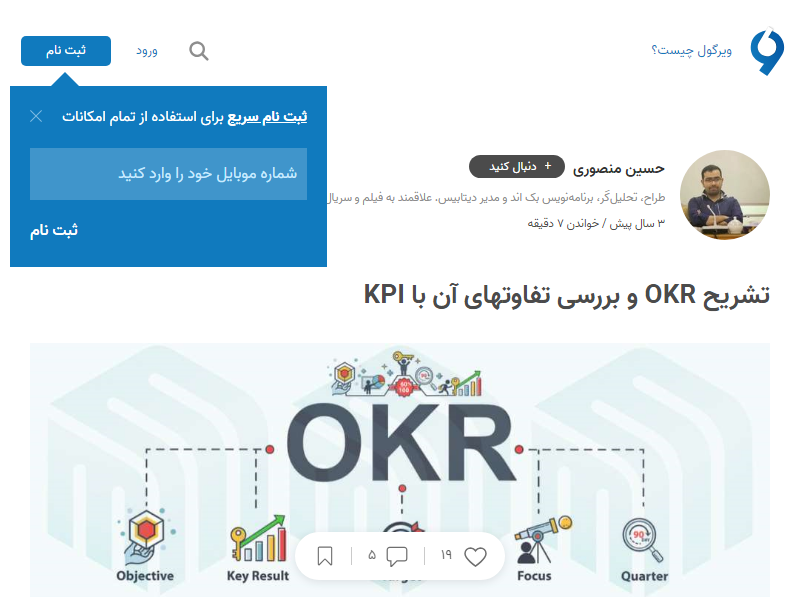 ویرگول چیست؟
ورود
ثبت نام
ثبت نام سریع برای استفاده از تمام امکانات
شماره موبایل خود را وارد کنید
ثبت نام
حسین منصوری
+ دنبال کنید
طراح، تحلیل‌گر، برنامه‌نویس بک اند و مدیر دیتابیس. علاقمند به فیلم و سریال
۳ سال پیش / خواندن ۷ دقیقه
تشریح OKR و بررسی تفاوتهای آن با KPI
90
60%
100
OKR
90
Objective
Key Result
Focus
Quarter
۱۹
۵